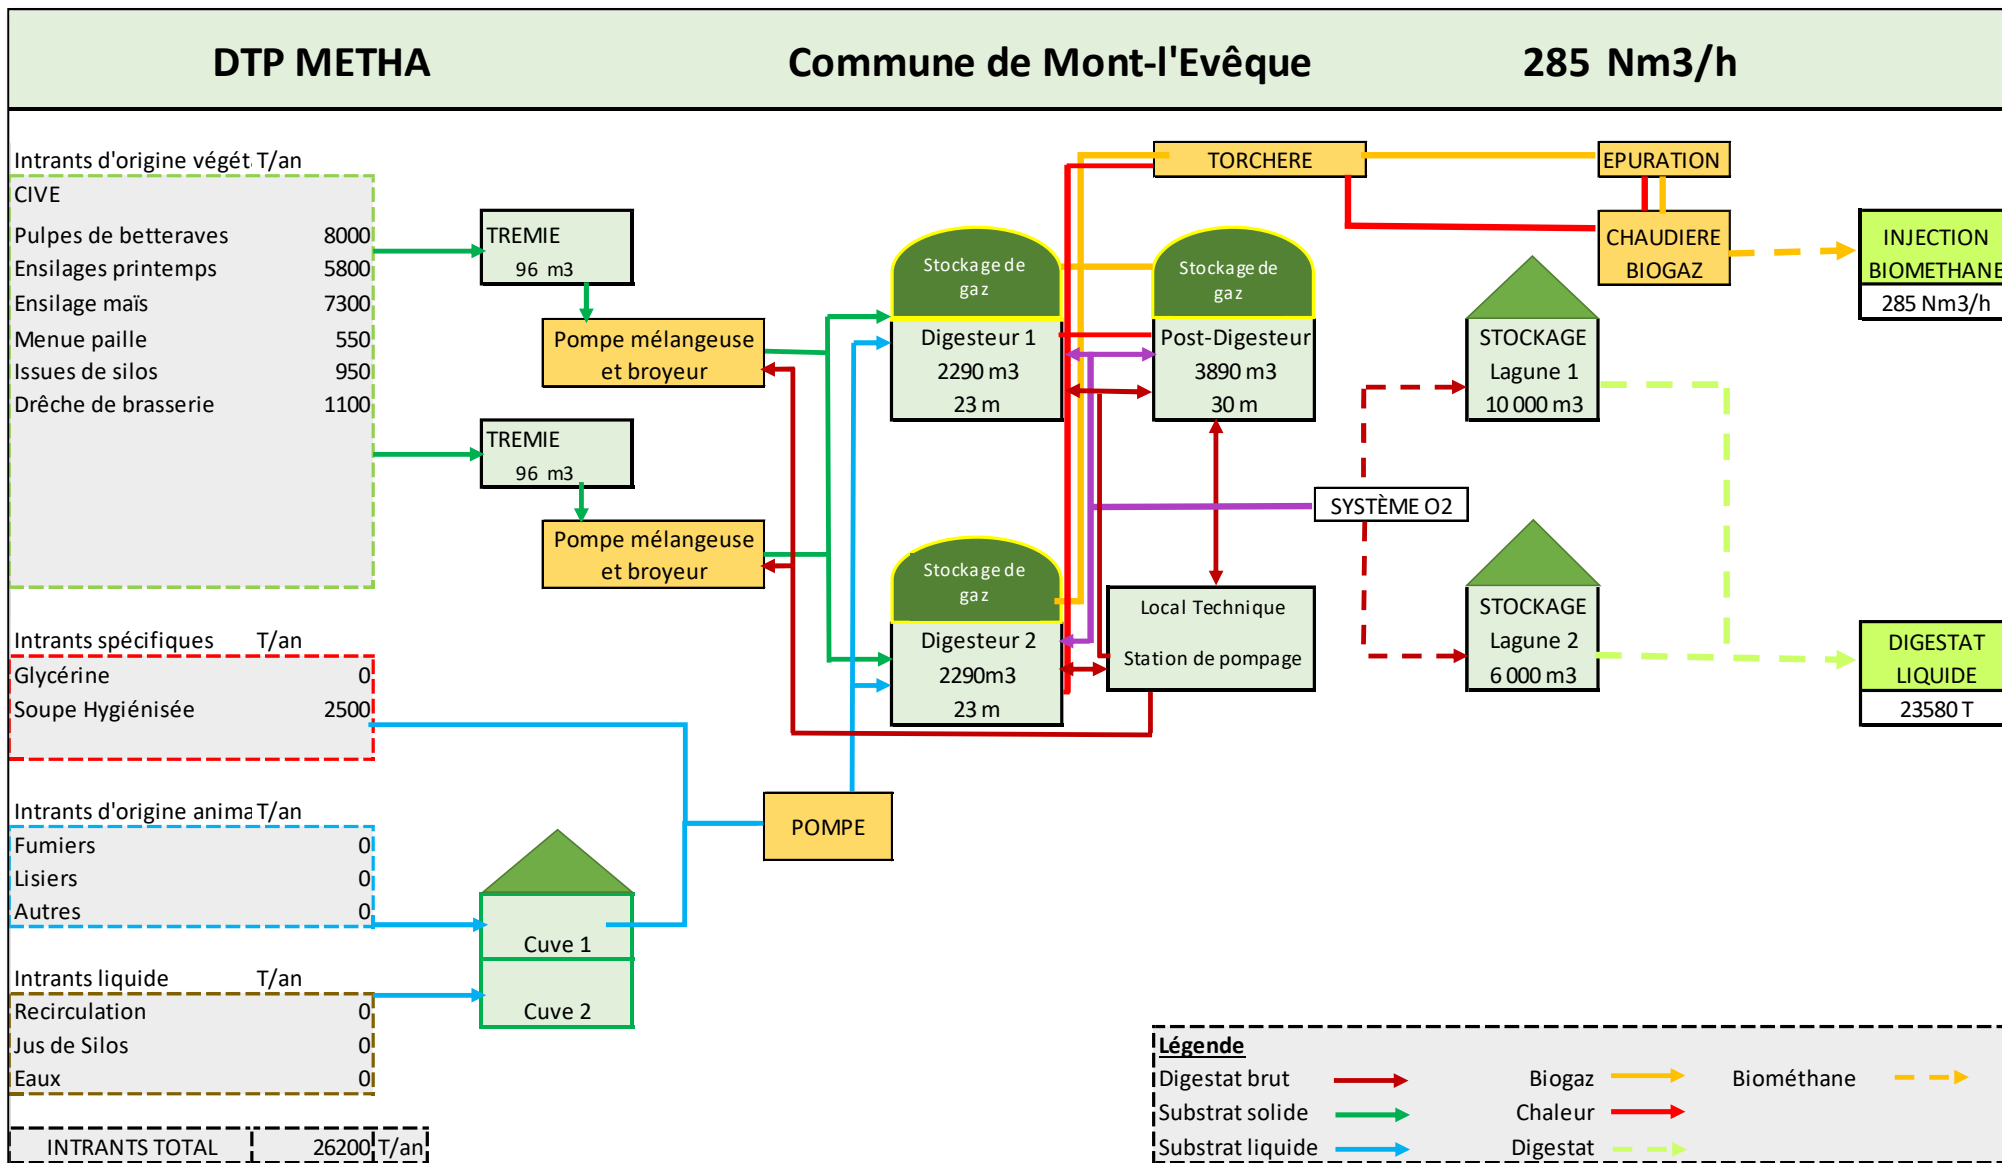 DTP METHA Commune de Mont-l'Evêque 285 Nm3/h
Intrants d'origine végét T/an
CIVE
Pulpes de betteraves 8000
Ensilages printemps 5800
Ensilage maïs 7300
Menue paille 550
Issues de silos 950
Drêche de brasserie 1100
TREMIE
96 m3
Pompe mélangeuse
et broyeur
TREMIE
96 m3
Pompe mélangeuse
et broyeur
Intrants spécifiques T/an
Glycérine 0
Soupe Hygiénisée 2500
Intrants d'origine anima T/an
Fumiers 0
Lisiers 0
Autres 0
Intrants liquide T/an
Recirculation 0
Jus de Silos 0
Eaux 0
INTRANTS TOTAL 26200 T/an
Cuve 1
Cuve 2
POMPE
Stockage de
gaz
Digesteur 1
2290 m3
23 m
Stockage de
gaz
Post-Digesteur
3890 m3
30 m
Stockage de
gaz
Digesteur 2
2290m3
23 m
Local Technique
Station de pompage
TORCHERE
EPURATION
CHAUDIERE
BIOGAZ
INJECTION
BIOMETHANE
285 Nm3/h
SYSTÈME O2
STOCKAGE
Lagune 1
10 000 m3
STOCKAGE
Lagune 2
6 000 m3
DIGESTAT
LIQUIDE
23580 T
Légende
Digestat brut Biogaz Biométhane
Substrat solide Chaleur
Substrat liquide Digestat